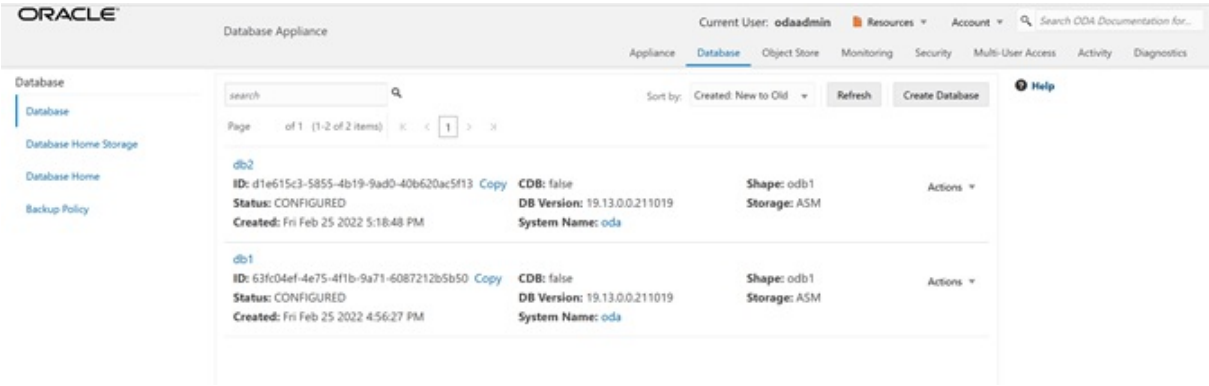 ORACLE
Database Appliance
Current User: odaadmin Resources Account Search ODA Documentation for...
Appliance Database Object Store Monitoring Security Multi-User Access Activity Diagnostics
Database
Database
Database Home Storage
Database Home
Backup Policy
search
Sort by: Created: New to Old Refresh Create Database
Help
Page of 1 (1-2 of 2 items) 1
db2
ID: d1e615c3-5855-4b19-9ad0-40b620ac5f13 Copy CDB: false Shape: odb1
Status: CONFIGURED DB Version: 19.13.0.0.211019 Storage: ASM
Created: Fri Feb 25 2022 5:18:48 PM System Name: oda
Actions
db1
ID: 63fc04ef-4e75-4f1b-9a71-6087212b5b50 Copy CDB: false Shape: odb1
Status: CONFIGURED DB Version: 19.13.0.0.211019 Storage: ASM
Created: Fri Feb 25 2022 4:56:27 PM System Name: oda
Actions